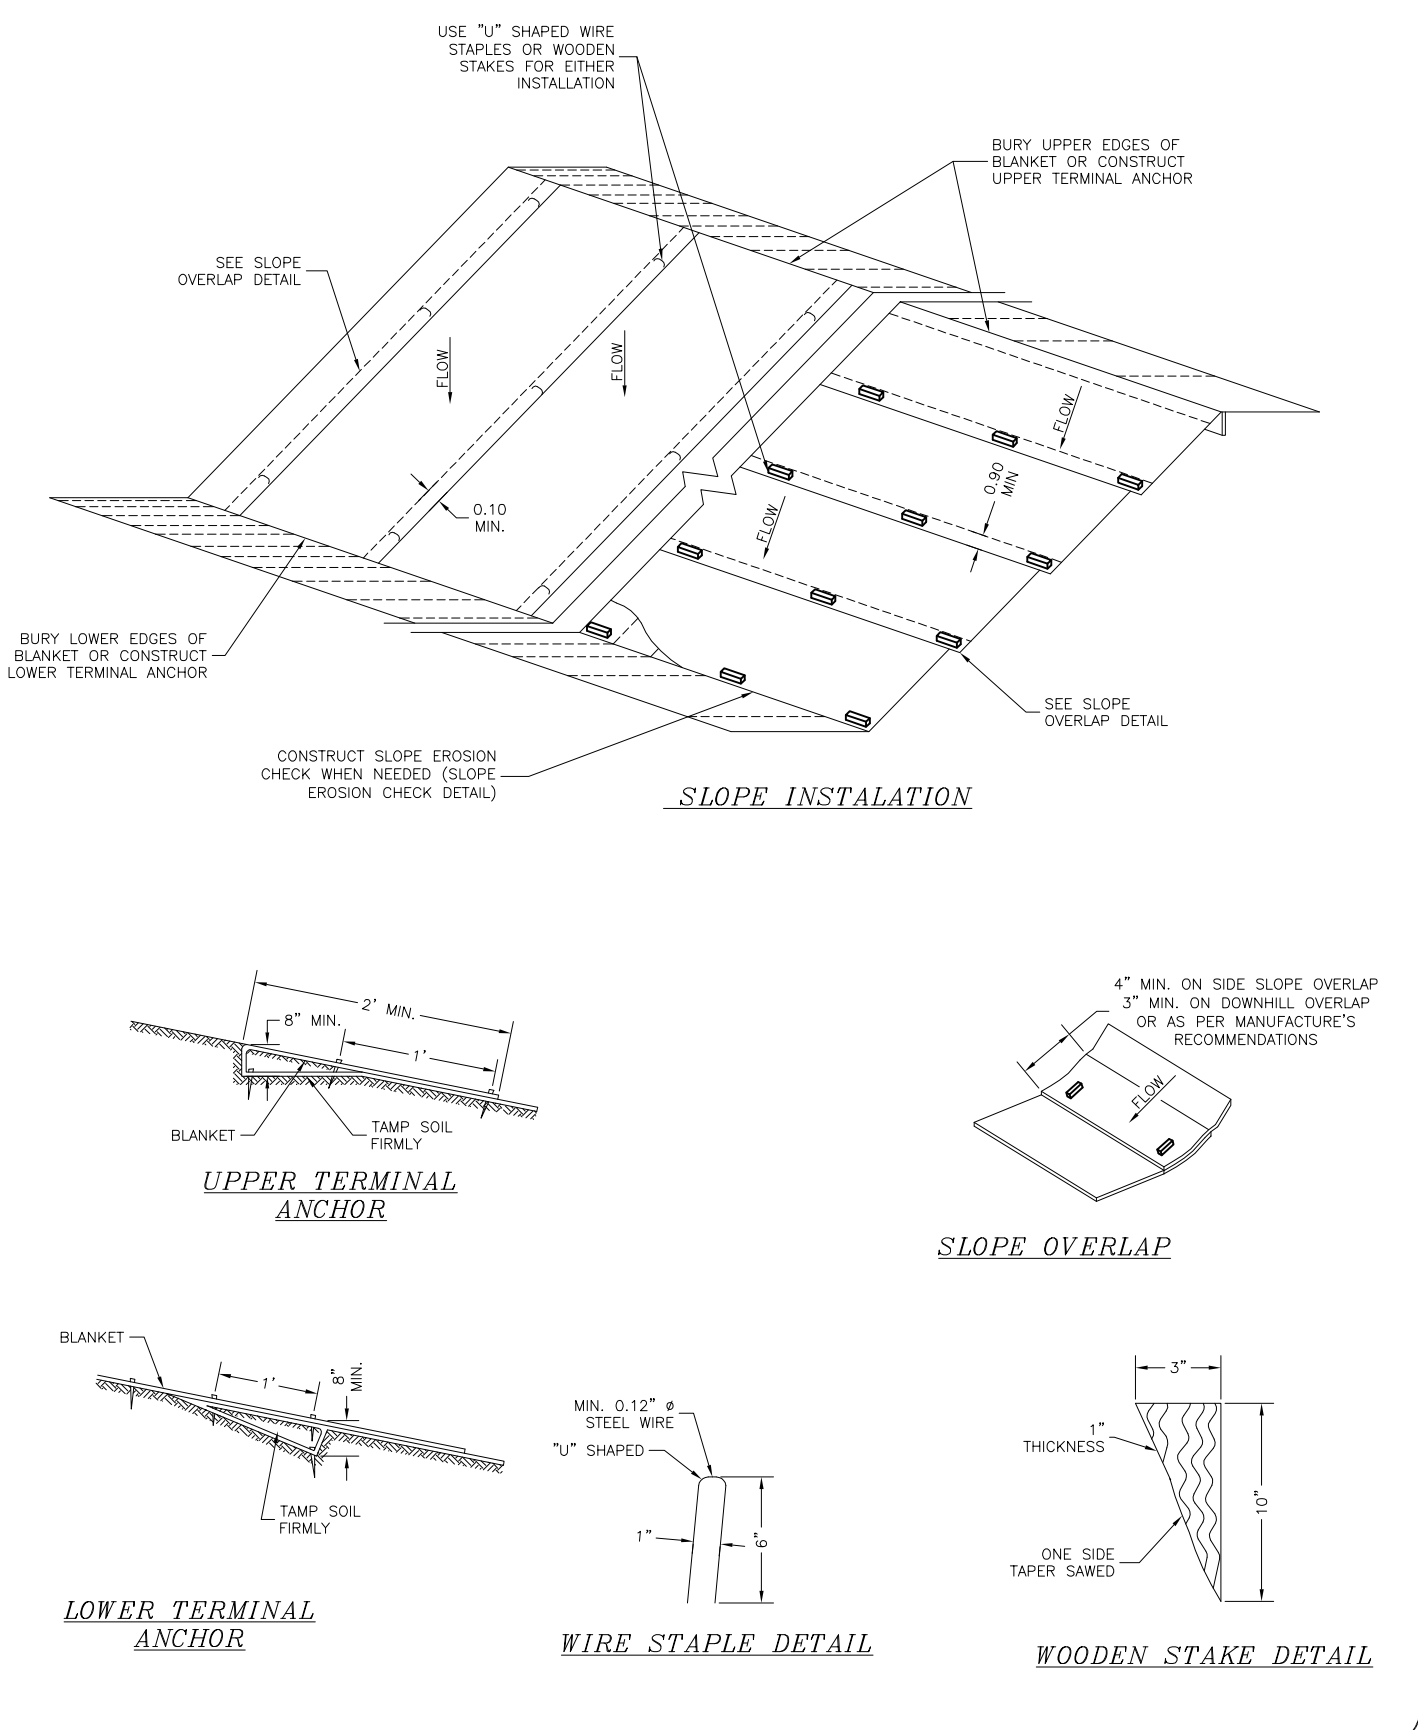 USE "U" SHAPED WIRE
STAPLES OR WOODEN
STAKES FOR EITHER
INSTALLATION
BURY UPPER EDGES OF
BLANKET OR CONSTRUCT
UPPER TERMINAL ANCHOR
SEE SLOPE
OVERLAP DETAIL
FLOW
FLOW
FLOW
0.90
MIN
0.10
MIN.
FLOW
BURY LOWER EDGES OF
BLANKET OR CONSTRUCT
LOWER TERMINAL ANCHOR
SEE SLOPE
OVERLAP DETAIL
CONSTRUCT SLOPE EROSION
CHECK WHEN NEEDED (SLOPE
EROSION CHECK DETAIL)
SLOPE INSTALATION
2' MIN.
8" MIN.
1'
BLANKET
TAMP SOIL
FIRMLY
UPPER TERMINAL
ANCHOR
4" MIN. ON SIDE SLOPE OVERLAP
3" MIN. ON DOWNHILL OVERLAP
OR AS PER MANUFACTURE'S
RECOMMENDATIONS
FLOW
SLOPE OVERLAP
BLANKET
1'
8"
MIN.
TAMP SOIL
FIRMLY
LOWER TERMINAL
ANCHOR
MIN. 0.12" ø
STEEL WIRE
"U" SHAPED
1"
6"
WIRE STAPLE DETAIL
3"
1"
THICKNESS
10"
ONE SIDE
TAPER SAWED
WOODEN STAKE DETAIL